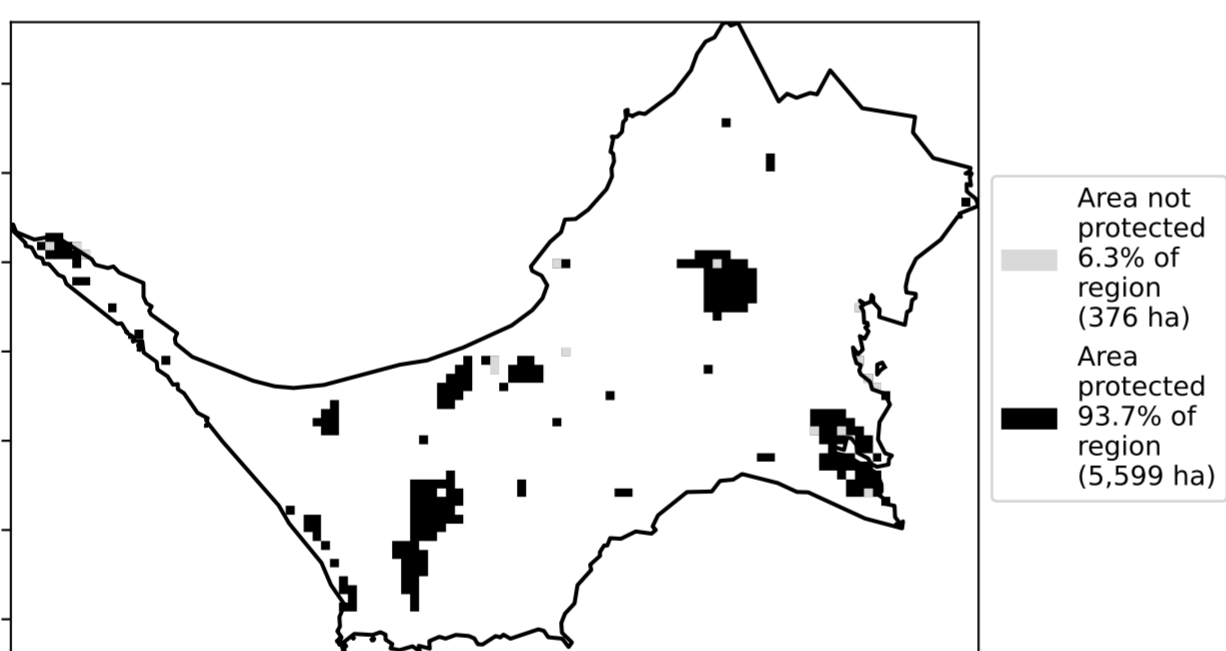 Area not
protected
6.3% of
region
(376 ha)
Area
protected
93.7% of
region
(5,599 ha)